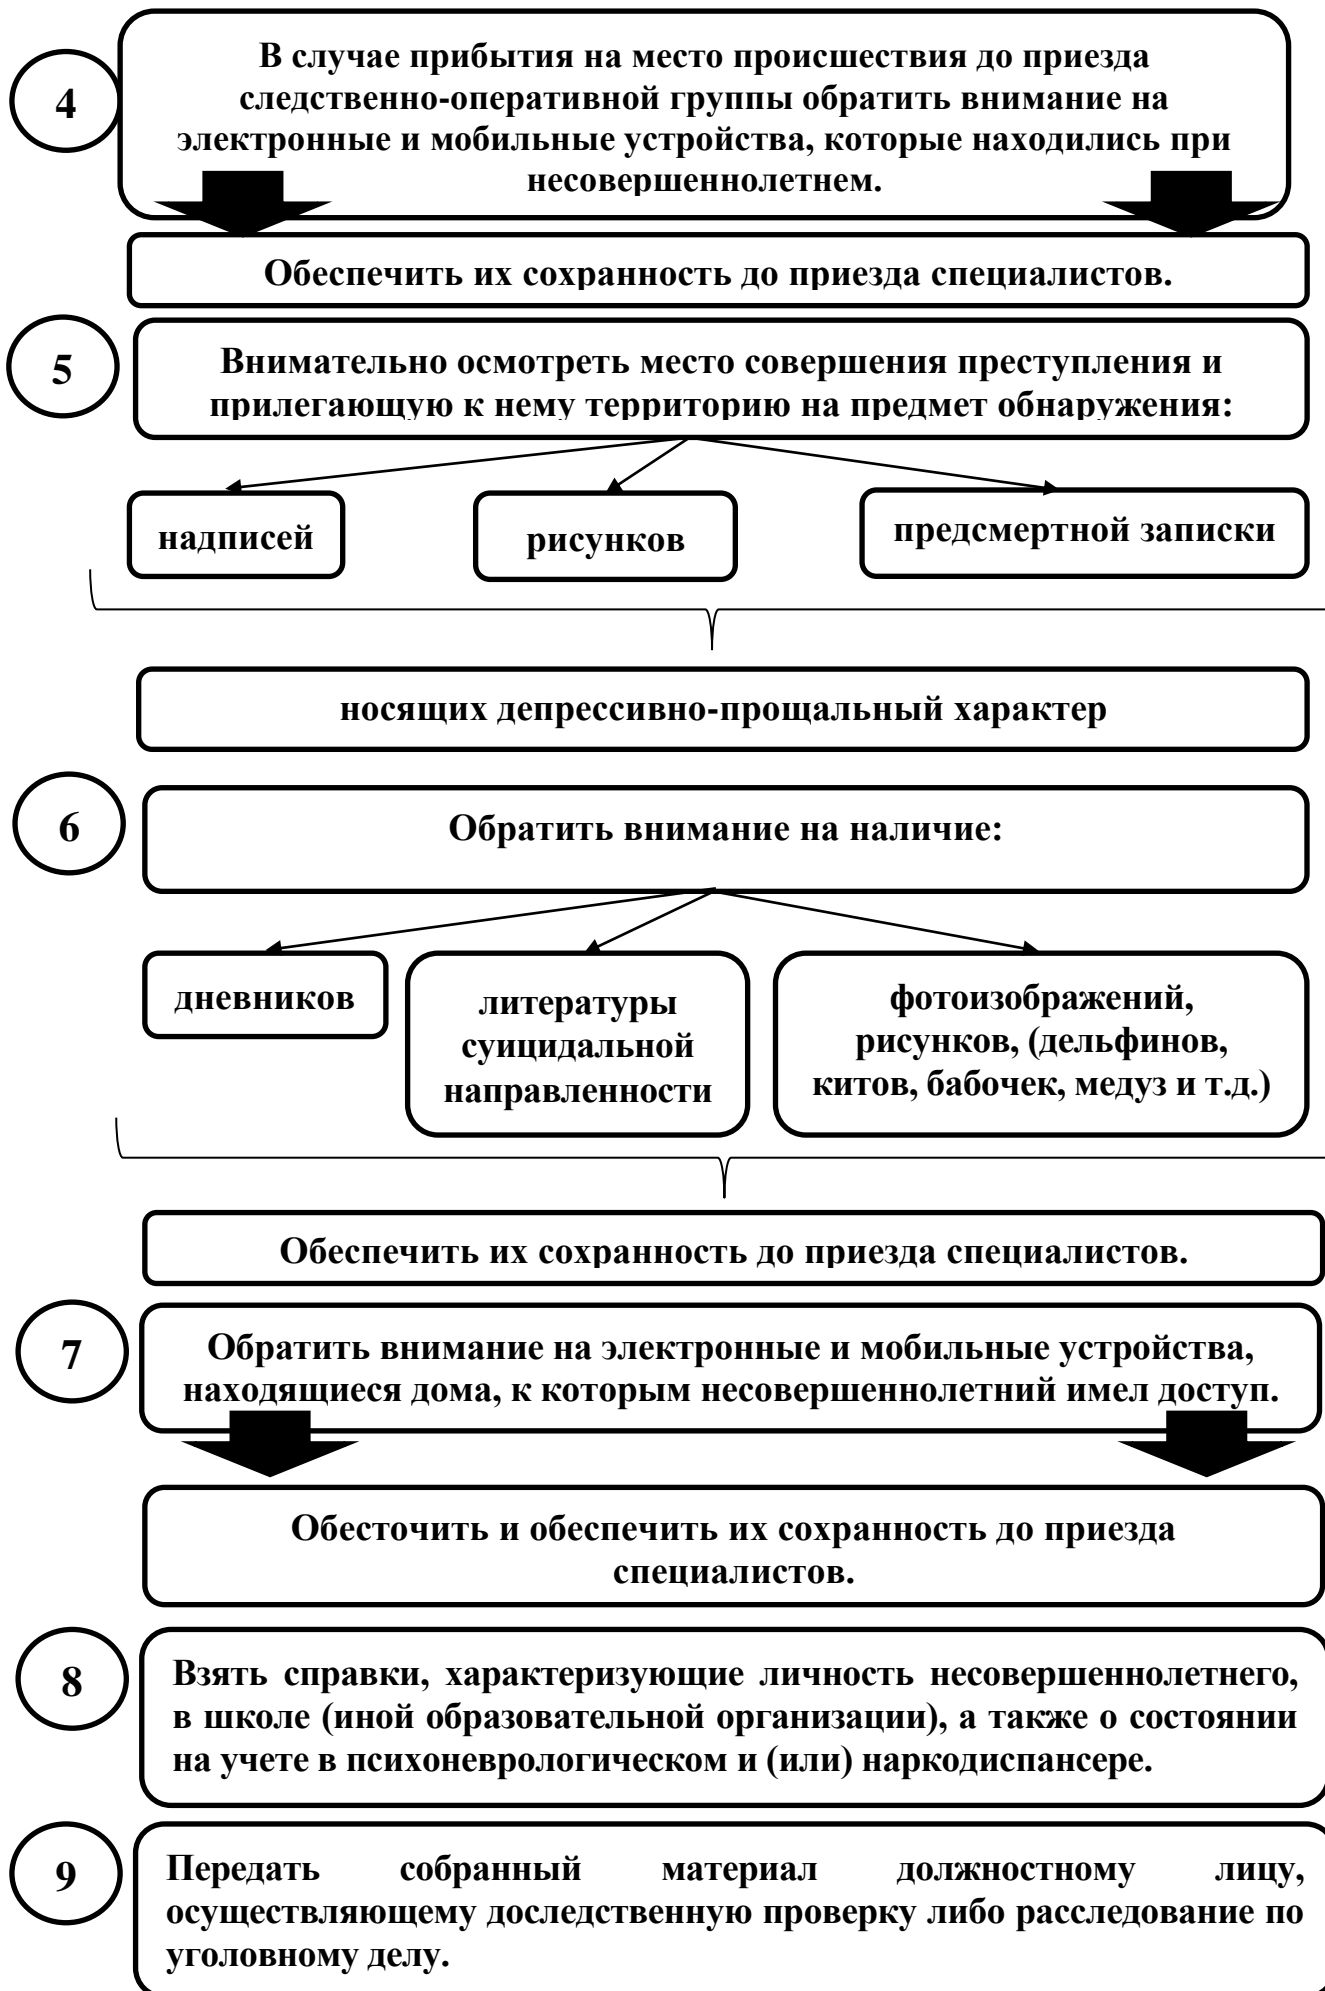 4
В случае прибытия на место происшествия до приезда
следственно-оперативной группы обратить внимание на
электронные и мобильные устройства, которые находились при
несовершеннолетнем.
Обеспечить их сохранность до приезда специалистов.
5
Внимательно осмотреть место совершения преступления и
прилегающую к нему территорию на предмет обнаружения:
надписей
рисунков
предсмертной записки
носящих депрессивно-прощальный характер
6
Обратить внимание на наличие:
дневников
литературы
суицидальной
направленности
фотоизображений,
рисунков, (дельфинов,
китов, бабочек, медуз и т.д.)
Обеспечить их сохранность до приезда специалистов.
7
Обратить внимание на электронные и мобильные устройства,
находящиеся дома, к которым несовершеннолетний имел доступ.
Обесточить и обеспечить их сохранность до приезда
специалистов.
8
Взять справки, характеризующие личность несовершеннолетнего,
в школе (иной образовательной организации), а также о состоянии
на учете в психоневрологическом и (или) наркодиспансере.
9
Передать собранный материал должностному лицу,
осуществляющему доследственную проверку либо расследование по
уголовному делу.